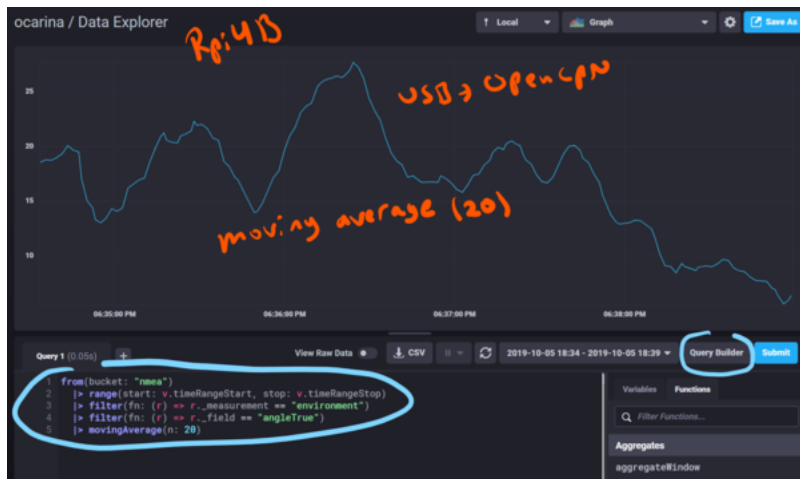 ocarina / Data Explorer
Local
Graph
Save As
Rpi4B
USB→ OpenCPN
moving average (20)
25
20
15
10
06:35:00 PM
06:36:00 PM
06:37:00 PM
06:38:00 PM
Query 1 (0.05s)
+
View Raw Data
CSV
2019-10-05 18:34 - 2019-10-05 18:39
Query Builder
Submit
1 from(bucket: "nmea")
2 |> range(start: v.timeRangeStart, stop: v.timeRangeStop)
3 |> filter(fn: (r) => r._measurement == "environment")
4 |> filter(fn: (r) => r._field == "angleTrue")
5 |> movingAverage(n: 20)
Variables
Functions
Filter Functions...
Aggregates
aggregateWindow